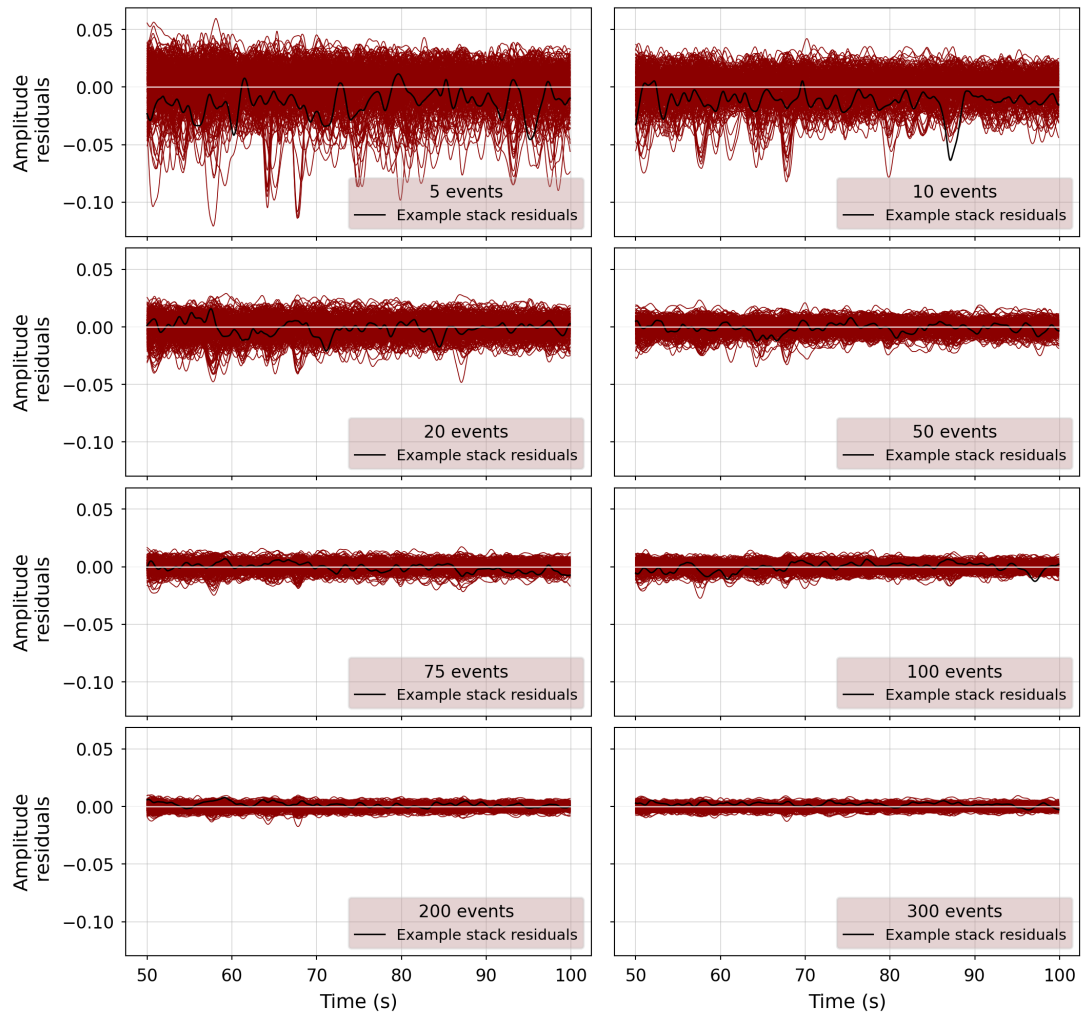 0.05
0.00
−0.05
−0.10
Amplitude
residuals
5 events
Example stack residuals
10 events
Example stack residuals
0.05
0.00
−0.05
−0.10
Amplitude
residuals
20 events
Example stack residuals
50 events
Example stack residuals
0.05
0.00
−0.05
−0.10
Amplitude
residuals
75 events
Example stack residuals
100 events
Example stack residuals
0.05
0.00
−0.05
−0.10
Amplitude
residuals
200 events
Example stack residuals
300 events
Example stack residuals
50 60 70 80 90 100
50 60 70 80 90 100
Time (s)
Time (s)